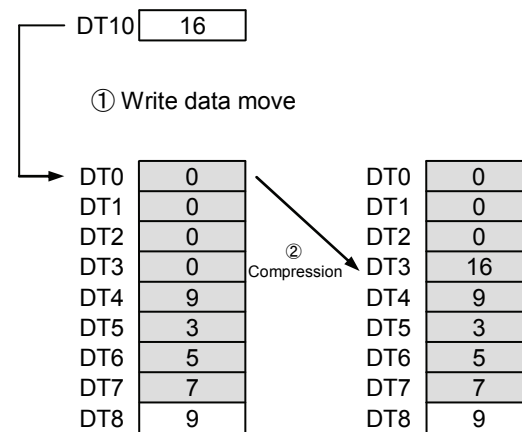 DT10 16
① Write data move
DT0 0 DT0 0
DT1 0 DT1 0
DT2 0 DT2 0
② 
DT3 0 Compression DT3 16
DT4 9 DT4 9
DT5 3 DT5 3
DT6 5 DT6 5
DT7 7 DT7 7
DT8 9 DT8 9